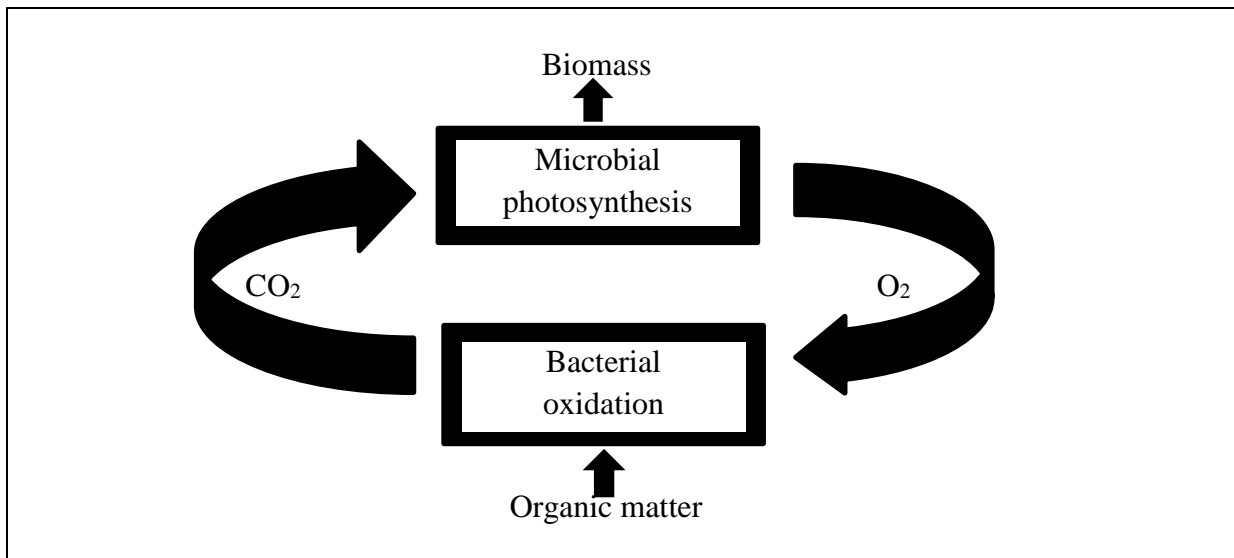 Biomass
Microbial
photosynthesis
CO₂
O₂
Bacterial
oxidation
Organic matter